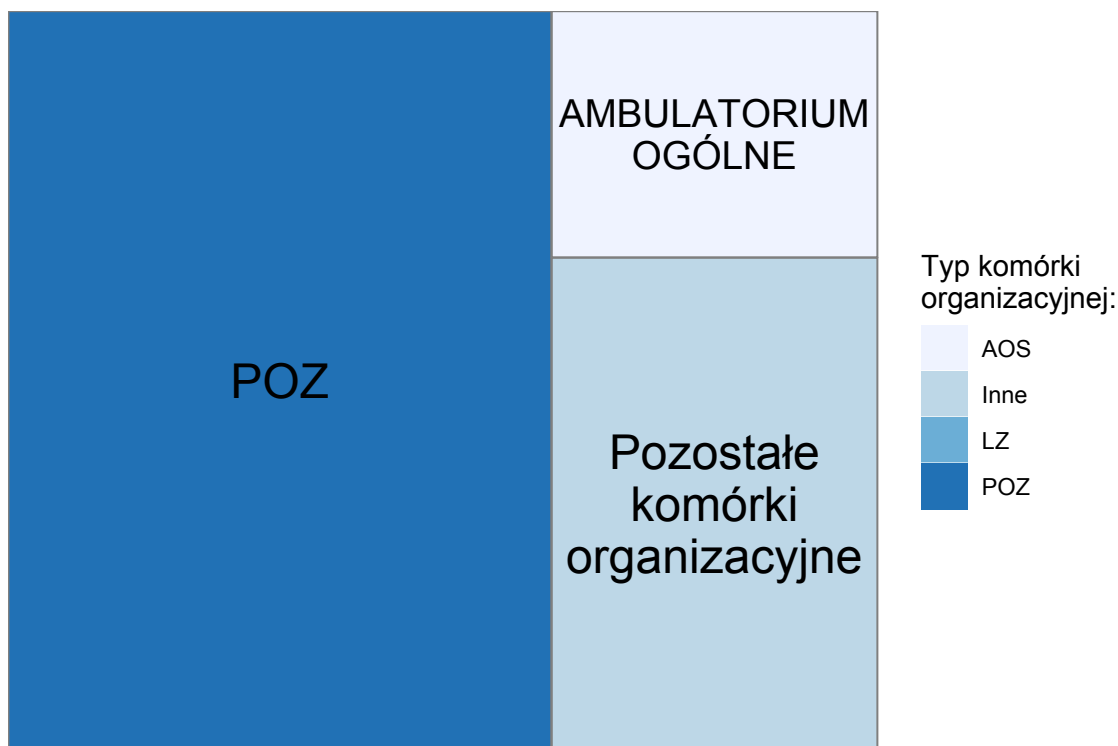 AMBULATORIUM
OGÓLNE
POZ
Pozostałe
komórki
organizacyjne
Typ komórki
organizacyjnej:
AOS
Inne
LZ
POZ